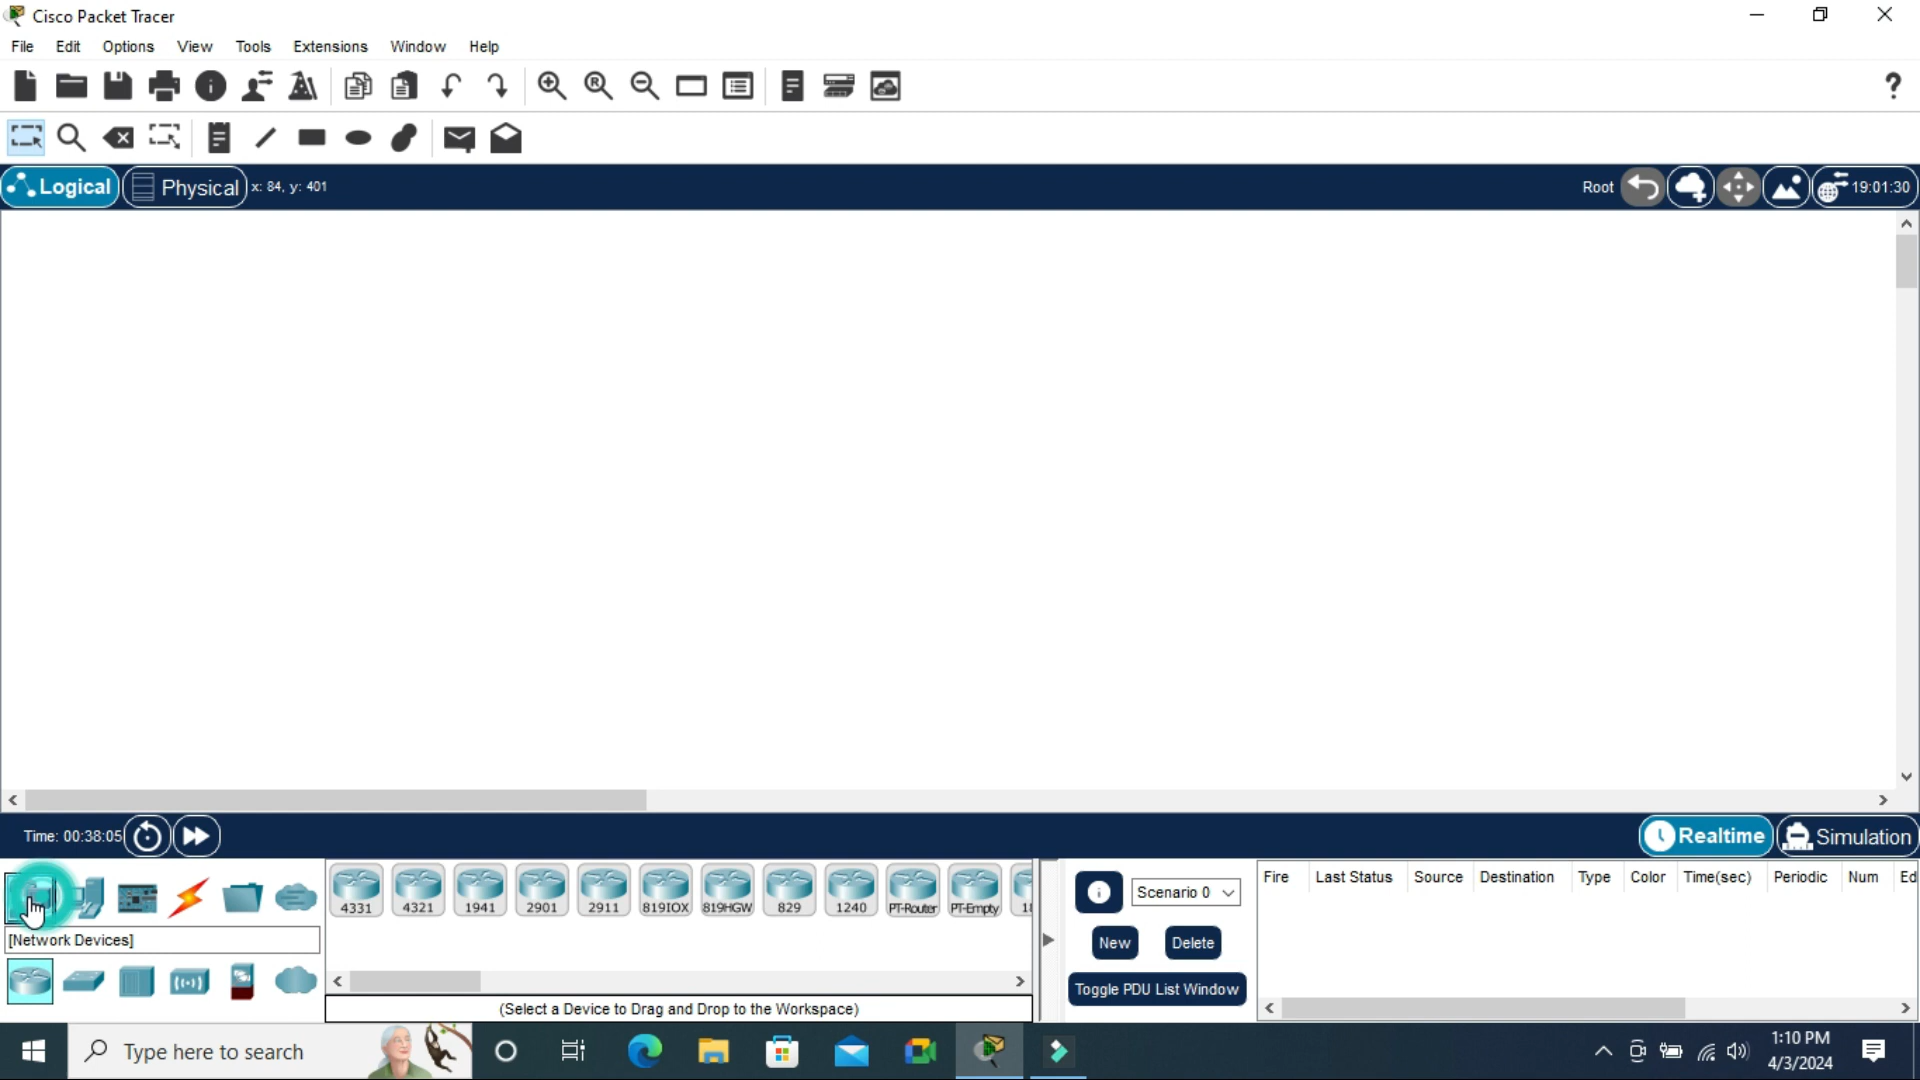 Cisco Packet Tracer
File Edit Options View Tools Extensions Window Help
Logical Physical x: 84, y: 401 Root 19:01:30
Time: 00:38:05 Realtime Simulation
4331 4321 1941 2901 2911 819IOX 819HGW 829 1240 PT-Router PT-Empty
[Network Devices]
(Select a Device to Drag and Drop to the Workspace)
Scenario 0
New Delete
Toggle PDU List Window
Fire Last Status Source Destination Type Color Time(sec) Periodic Num Ed
Type here to search
1:10 PM
4/3/2024